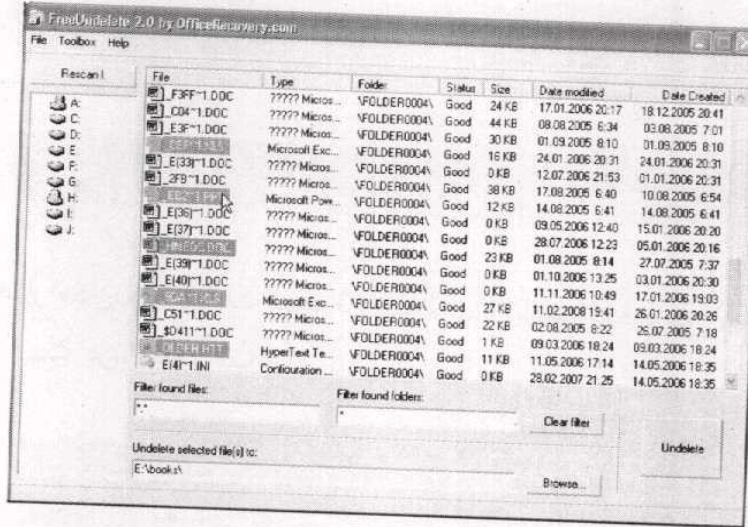 FreeUndelete 2.0 by OfficeRecovery.com
File Toolbox Help
Rescan !
A:
C:
D:
E:
F:
G:
H:
I:
J:
File Type Folder Status Size Date modified Date Created
_F3FF~1.DOC ????? Micros... \FOLDER0004\ Good 24 KB 17.01.2006 20:17 18.12.2005 20:41
_C04~1.DOC ????? Micros... \FOLDER0004\ Good 44 KB 08.08.2005 6:34 03.08.2005 7:01
_E3F~1.DOC ????? Micros... \FOLDER0004\ Good 30 KB 01.09.2005 8:10 01.09.2005 8:10
Microsoft Exc... \FOLDER0004\ Good 16 KB 24.01.2006 20:31 24.01.2006 20:31
_E(33)~1.DOC ????? Micros... \FOLDER0004\ Good 0 KB 12.07.2006 21:53 01.01.2006 20:31
_2FB~1.DOC ????? Micros... \FOLDER0004\ Good 38 KB 17.08.2005 6:40 10.08.2005 6:54
Microsoft Pow... \FOLDER0004\ Good 12 KB 14.08.2005 6:41 14.08.2005 6:41
_E(36)~1.DOC ????? Micros... \FOLDER0004\ Good 0 KB 09.05.2006 12:40 15.01.2006 20:20
_E(37)~1.DOC ????? Micros... \FOLDER0004\ Good 0 KB 28.07.2006 12:23 05.01.2006 20:16
????? Micros... \FOLDER0004\ Good 23 KB 01.08.2005 8:14 27.07.2005 7:37
_E(39)~1.DOC ????? Micros... \FOLDER0004\ Good 0 KB 01.10.2006 13:25 03.01.2006 20:30
_E(40)~1.DOC ????? Micros... \FOLDER0004\ Good 0 KB 11.11.2006 10:49 17.01.2006 19:03
Microsoft Exc... \FOLDER0004\ Good 27 KB 11.02.2008 19:41 26.01.2006 20:26
_C51~1.DOC ????? Micros... \FOLDER0004\ Good 22 KB 02.08.2005 8:22 26.07.2005 7:18
_$D411~1.DOC ????? Micros... \FOLDER0004\ Good 1 KB 09.03.2006 18:24 09.03.2006 18:24
HyperText Te... \FOLDER0004\ Good 11 KB 11.05.2006 17:14 14.05.2006 18:35
E(4)~1.INI Configuration ... \FOLDER0004\ Good 0 KB 28.02.2007 21:25 14.05.2006 18:35
Filter found files: Filter found folders:
*.* * Clear filter
Undelete selected file(s) to: Undelete
E:\books\ Browse...